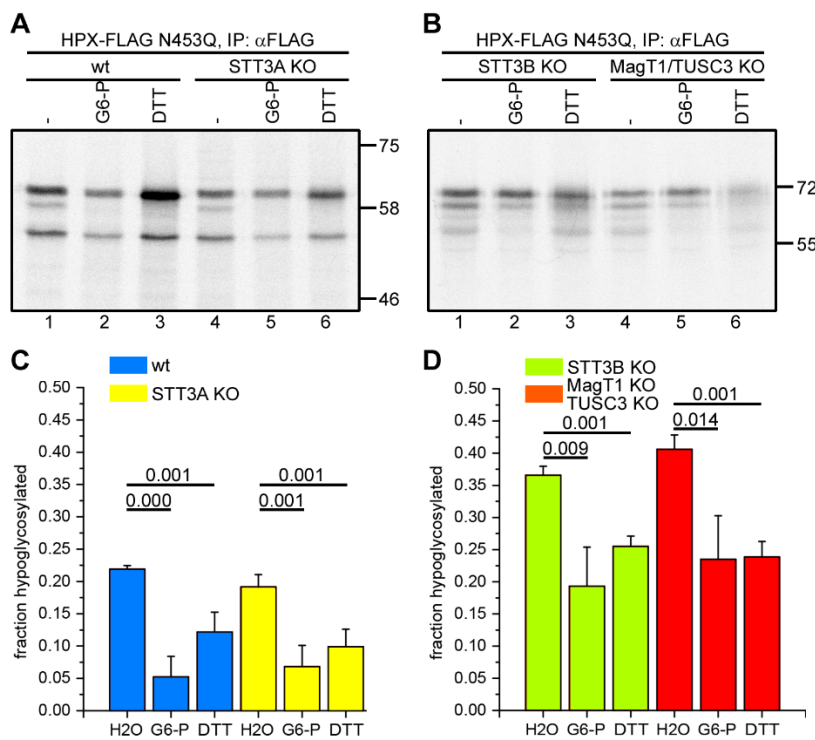 A
HPX-FLAG N453Q, IP: αFLAG
wt STT3A KO
- G6-P DTT - G6-P DTT
75
58
46
1 2 3 4 5 6
B
HPX-FLAG N453Q, IP: αFLAG
STT3B KO MagT1/TUSC3 KO
- G6-P DTT - G6-P DTT
72
55
1 2 3 4 5 6
C
wt
STT3A KO
fraction hypoglycosylated
0.50
0.45
0.40
0.35
0.30
0.25
0.20
0.15
0.10
0.05
0.00
0.001 0.001
0.000 0.001
H2O G6-P DTT H2O G6-P DTT
D
STT3B KO
MagT1 KO
TUSC3 KO
fraction hypoglycosylated
0.50
0.45
0.40
0.35
0.30
0.25
0.20
0.15
0.10
0.05
0.00
0.001
0.001 0.014
0.009
H2O G6-P DTT H2O G6-P DTT